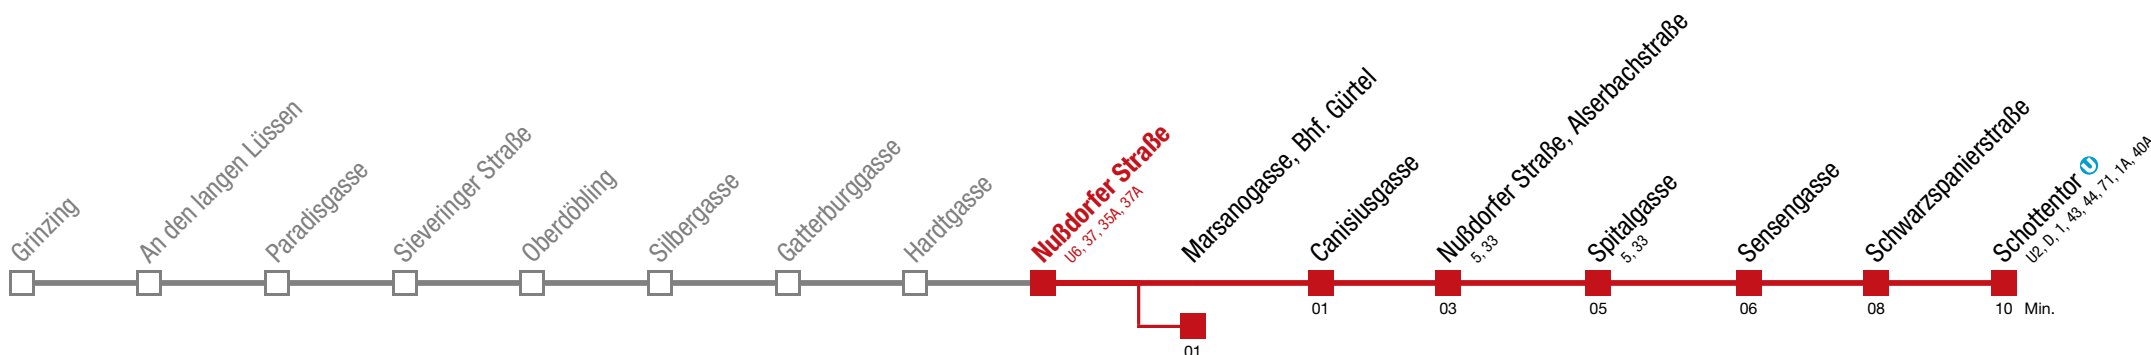 Grinzing
An den langen Lüssen
Paradisgasse
Sieveringer Straße
Oberdöbling
Silbergasse
Gatterburggasse
Hardtgasse
Nußdorfer Straße
U6, 37, 35A, 37A
Marsanogasse, Bhf. Gürtel
Canisiusgasse
Nußdorfer Straße, Alserbachstraße
5, 33
Spitalgasse
5, 33
Sensengasse
Schwarzspanierstraße
Schottentor U
U2, D, 1, 43, 44, 71, 1A, 40A
01
03
05
06
08
10 Min.
01